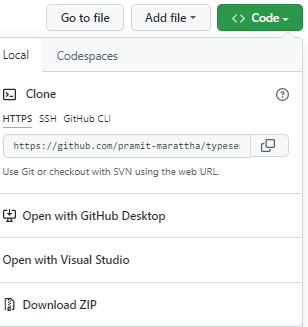 Go to file Add file <> Code
Local Codespaces
Clone
HTTPS SSH GitHub CLI
https://github.com/pramit-marattha/typese
Use Git or checkout with SVN using the web URL.
Open with GitHub Desktop
Open with Visual Studio
Download ZIP